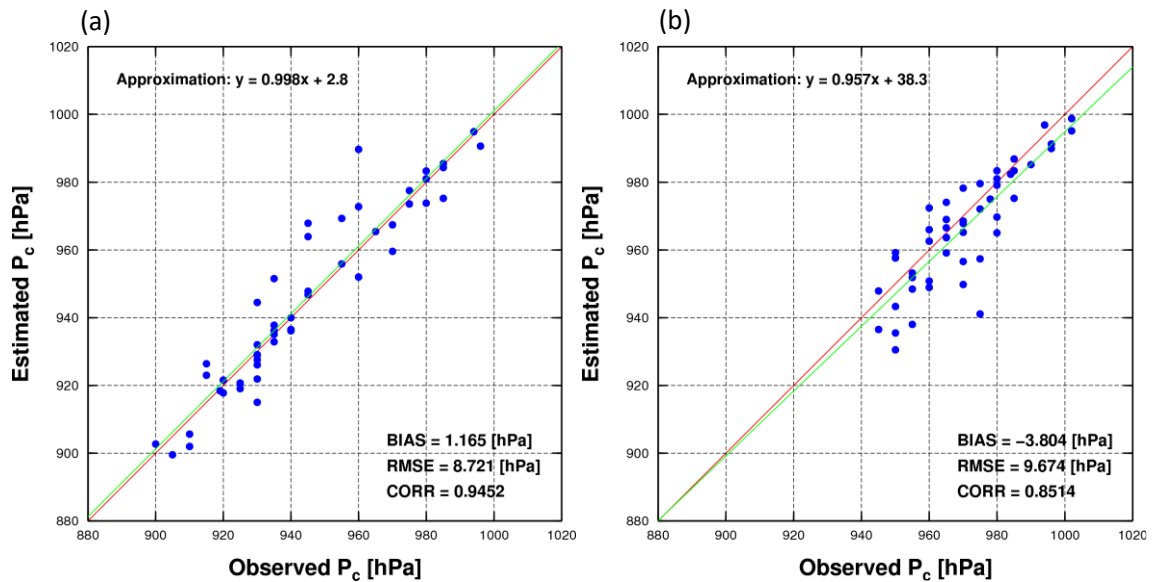 (a)
1020
1000
980
960
940
920
900
880
880 900 920 940 960 980 1000 1020
Estimated Pc [hPa]
Observed Pc [hPa]
Approximation: y = 0.998x + 2.8
BIAS = 1.165 [hPa]
RMSE = 8.721 [hPa]
CORR = 0.9452
(b)
1020
1000
980
960
940
920
900
880
880 900 920 940 960 980 1000 1020
Estimated Pc [hPa]
Observed Pc [hPa]
Approximation: y = 0.957x + 38.3
BIAS = −3.804 [hPa]
RMSE = 9.674 [hPa]
CORR = 0.8514